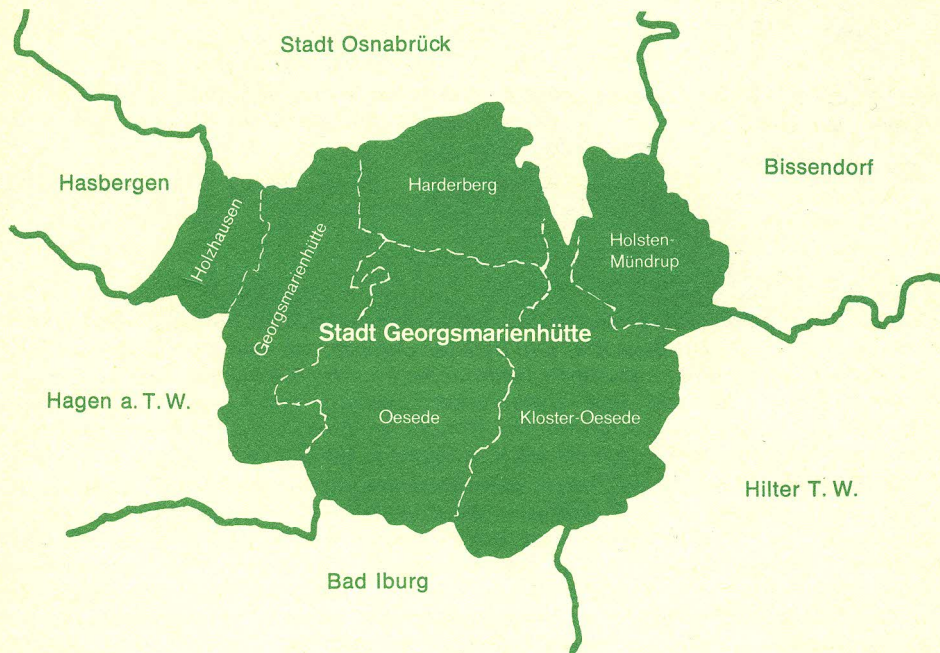 Stadt Osnabrück
Hasbergen
Bissendorf
Harderberg
Holzhausen
Georgsmarienhütte
Holsten-
Mündrup
Stadt Georgsmarienhütte
Hagen a. T. W.
Oesede
Kloster-Oesede
Hilter T. W.
Bad Iburg